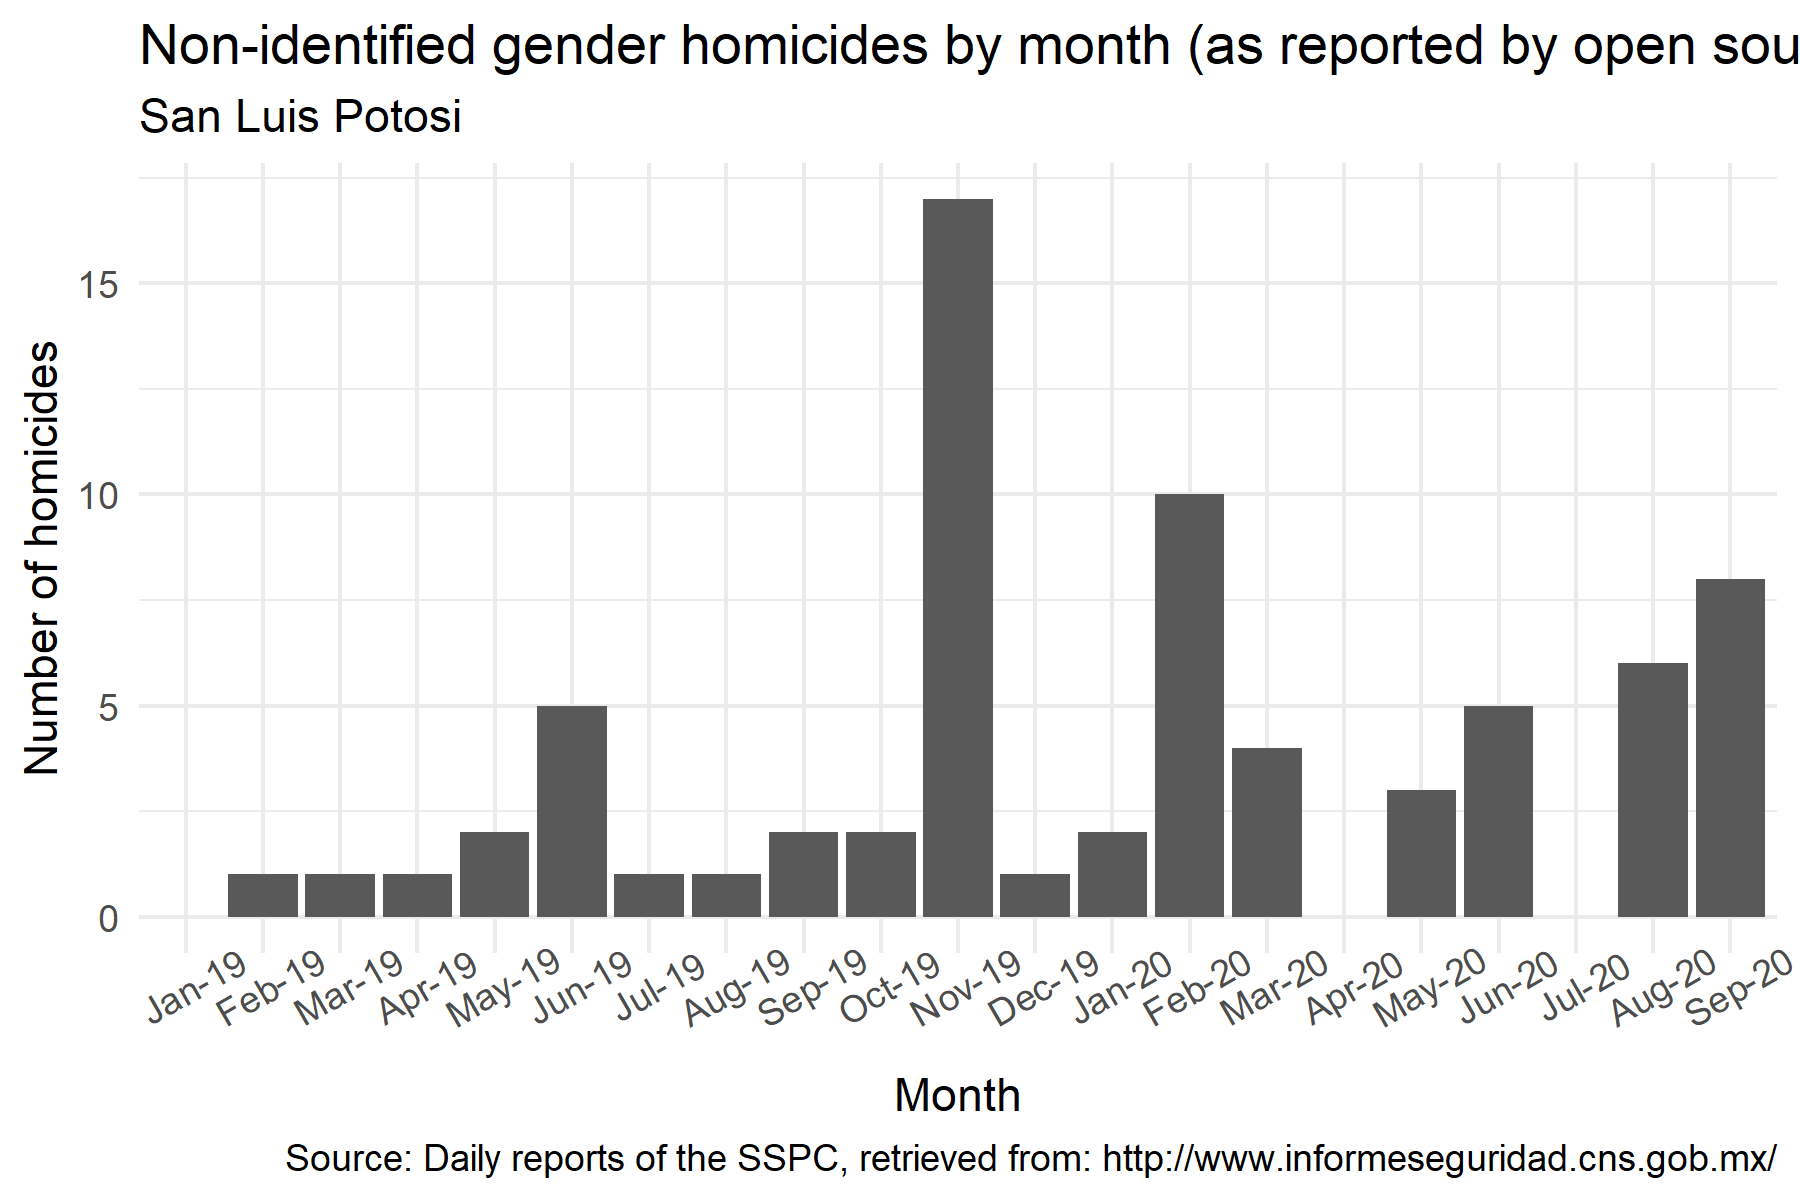 Non-identified gender homicides by month (as reported by open sou
San Luis Potosi
Number of homicides
15
10
5
0
Jan-19
Feb-19
Mar-19
Apr-19
May-19
Jun-19
Jul-19
Aug-19
Sep-19
Oct-19
Nov-19
Dec-19
Jan-20
Feb-20
Mar-20
Apr-20
May-20
Jun-20
Jul-20
Aug-20
Sep-20
Month
Source: Daily reports of the SSPC, retrieved from: http://www.informeseguridad.cns.gob.mx/